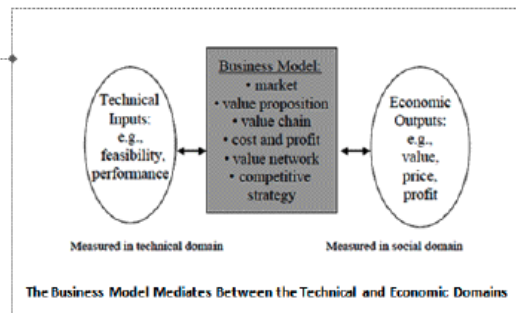 Technical
Inputs:
e.g.,
feasibility,
performance
Business Model:
• market
• value proposition
• value chain
• cost and profit
• value network
• competitive
strategy
Economic
Outputs:
e.g.,
value,
price,
profit
Measured in technical domain
Measured in social domain
The Business Model Mediates Between the Technical and Economic Domains